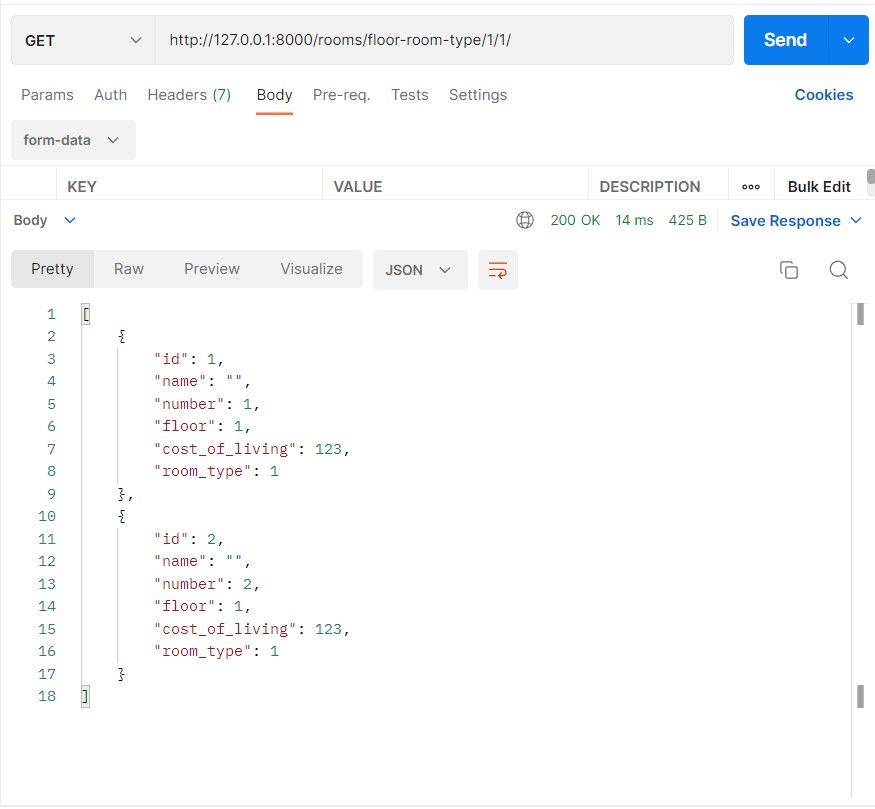 GET http://127.0.0.1:8000/rooms/floor-room-type/1/1/ Send
Params Auth Headers (7) Body Pre-req. Tests Settings Cookies
form-data
KEY VALUE DESCRIPTION ooo Bulk Edit
Body 200 OK 14 ms 425 B Save Response
Pretty Raw Preview Visualize JSON
1 [
2 {
3 "id": 1,
4 "name": "",
5 "number": 1,
6 "floor": 1,
7 "cost_of_living": 123,
8 "room_type": 1
9 },
10 {
11 "id": 2,
12 "name": "",
13 "number": 2,
14 "floor": 1,
15 "cost_of_living": 123,
16 "room_type": 1
17 }
18 ]